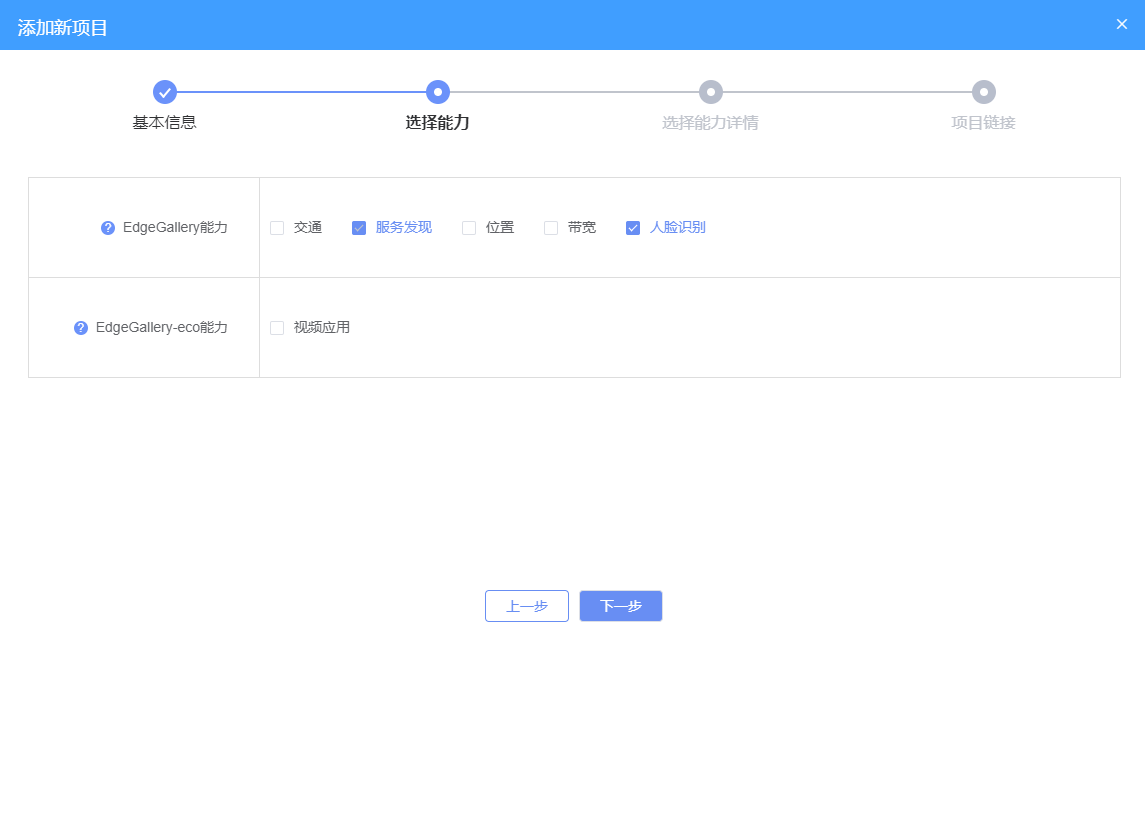 添加新项目
基本信息
选择能力
选择能力详情
项目链接
EdgeGallery能力
交通
服务发现
位置
带宽
人脸识别
EdgeGallery-eco能力
视频应用
上一步
下一步